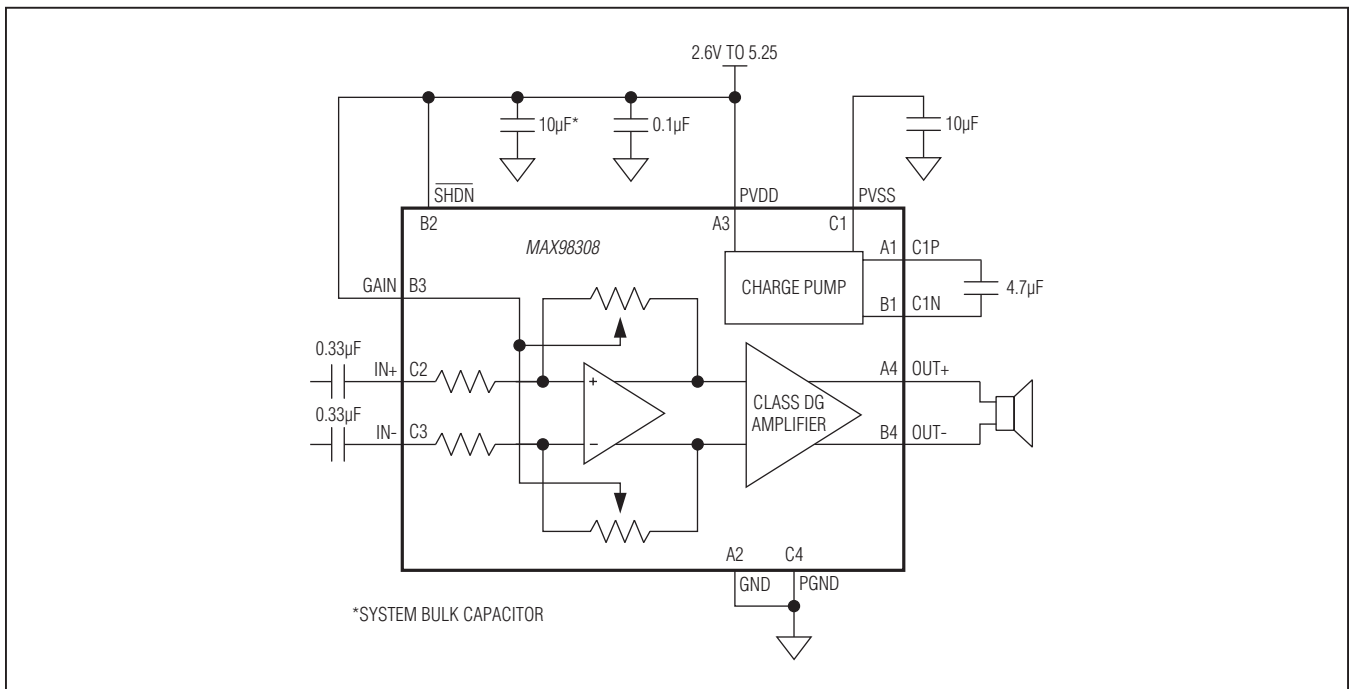 2.6V TO 5.25
10µF*
0.1µF
10µF
SHDN
PVDD
PVSS
B2
A3
C1
MAX98308
A1
C1P
CHARGE PUMP
4.7µF
GAIN
B3
B1
C1N
0.33µF
IN+
C2
+
A4
OUT+
CLASS DG
AMPLIFIER
0.33µF
IN-
C3
−
B4
OUT-
A2
C4
GND
PGND
*SYSTEM BULK CAPACITOR